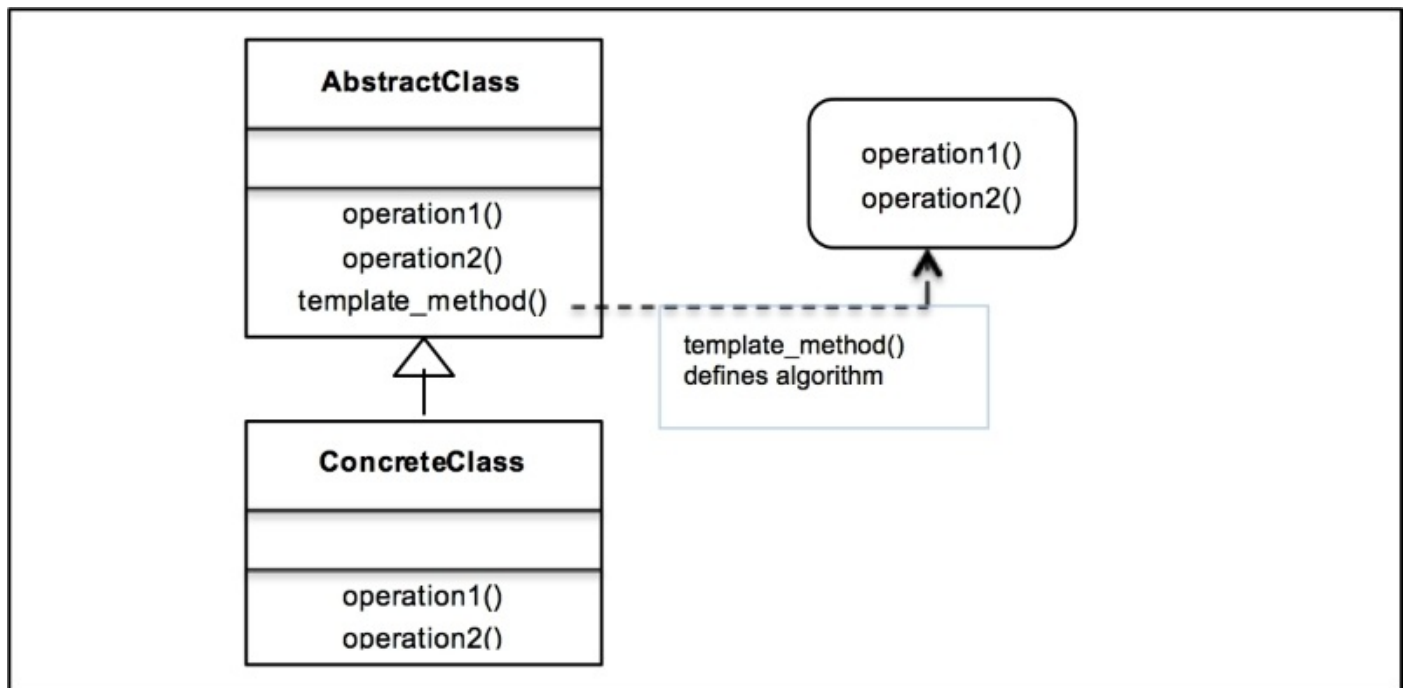 AbstractClass
operation1()
operation2()
template_method()
operation1()
operation2()
template_method()
defines algorithm
ConcreteClass
operation1()
operation2()